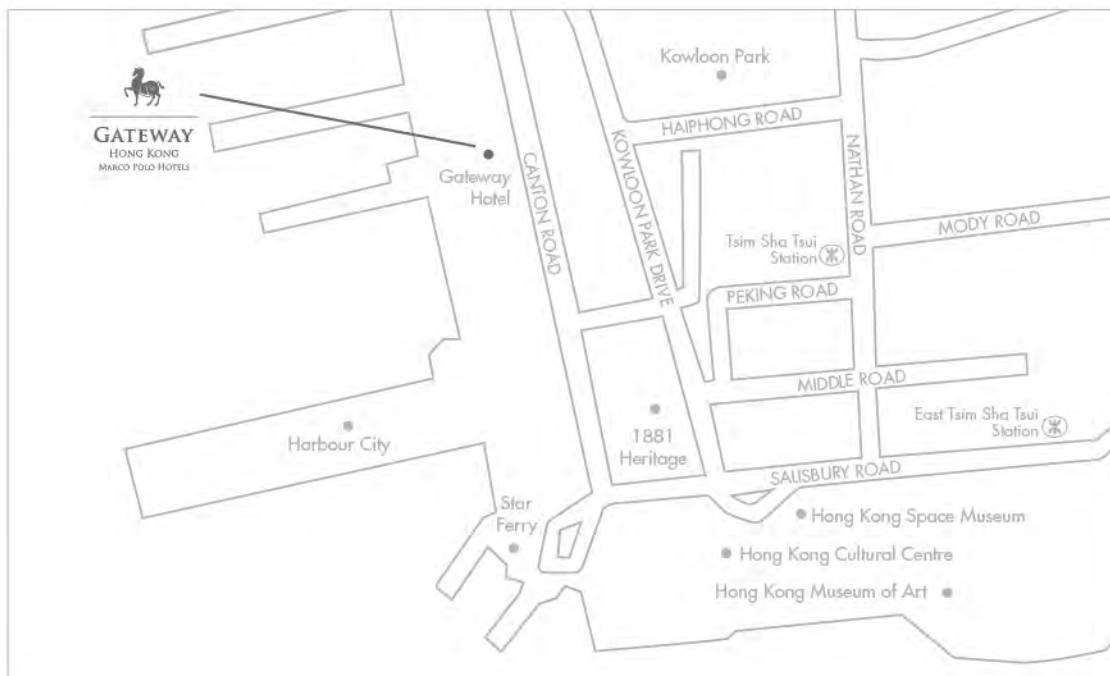 Kowloon Park
HAIPHONG ROAD
GATEWAY
HONG KONG
MARCO POLO HOTELS
Gateway
Hotel
CANTON ROAD
KOWLOON PARK DRIVE
NATHAN ROAD
MODY ROAD
Tsim Sha Tsui
Station
PEKING ROAD
MIDDLE ROAD
East Tsim Sha Tsui
Station
1881
Heritage
Harbour City
SALISBURY ROAD
Star
Ferry
Hong Kong Space Museum
Hong Kong Cultural Centre
Hong Kong Museum of Art